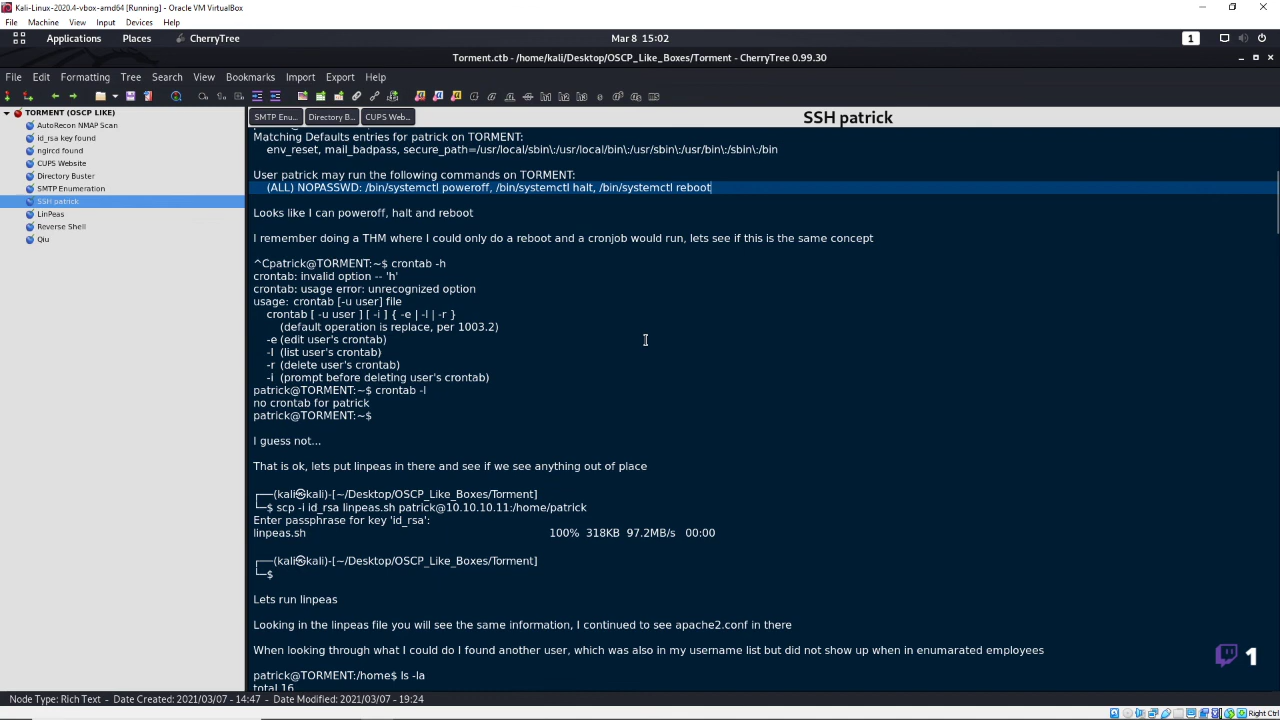 Kali-Linux-2020.4-vbox-amd64 [Running] - Oracle VM VirtualBox
File Machine View Input Devices Help
Applications Places CherryTree Mar 8 15:02 1
Torment.ctb - /home/kali/Desktop/OSCP_Like_Boxes/Torment - CherryTree 0.99.30
File Edit Formatting Tree Search View Bookmarks Import Export Help
TORMENT (OSCP LIKE)
AutoRecon NMAP Scan
id_rsa key found
ngircd found
CUPS Website
Directory Buster
SMTP Enumeration
SSH patrick
LinPeas
Reverse Shell
Qiu
SMTP Enu... Directory B... CUPS Web... SSH patrick
Matching Defaults entries for patrick on TORMENT:
env_reset, mail_badpass, secure_path=/usr/local/sbin\:/usr/local/bin\:/usr/sbin\:/usr/bin\:/sbin\:/bin
User patrick may run the following commands on TORMENT:
(ALL) NOPASSWD: /bin/systemctl poweroff, /bin/systemctl halt, /bin/systemctl reboot
Looks like I can poweroff, halt and reboot
I remember doing a THM where I could only do a reboot and a cronjob would run, lets see if this is the same concept
^Cpatrick@TORMENT:~$ crontab -h
crontab: invalid option -- 'h'
crontab: usage error: unrecognized option
usage: crontab [-u user] file
crontab [ -u user ] [ -i ] { -e | -l | -r }
(default operation is replace, per 1003.2)
-e (edit user's crontab)
-l (list user's crontab)
-r (delete user's crontab)
-i (prompt before deleting user's crontab)
patrick@TORMENT:~$ crontab -l
no crontab for patrick
patrick@TORMENT:~$
I guess not...
That is ok, lets put linpeas in there and see if we see anything out of place
┌──(kali㉿kali)-[~/Desktop/OSCP_Like_Boxes/Torment]
└─$ scp -i id_rsa linpeas.sh patrick@10.10.10.11:/home/patrick
Enter passphrase for key 'id_rsa':
linpeas.sh 100% 318KB 97.2MB/s 00:00
┌──(kali㉿kali)-[~/Desktop/OSCP_Like_Boxes/Torment]
└─$
Lets run linpeas
Looking in the linpeas file you will see the same information, I continued to see apache2.conf in there
When looking through what I could do I found another user, which was also in my username list but did not show up when in enumarated employees
patrick@TORMENT:/home$ ls -la
total 16
1
Node Type: Rich Text - Date Created: 2021/03/07 - 14:47 - Date Modified: 2021/03/07 - 19:24
Right Ctrl